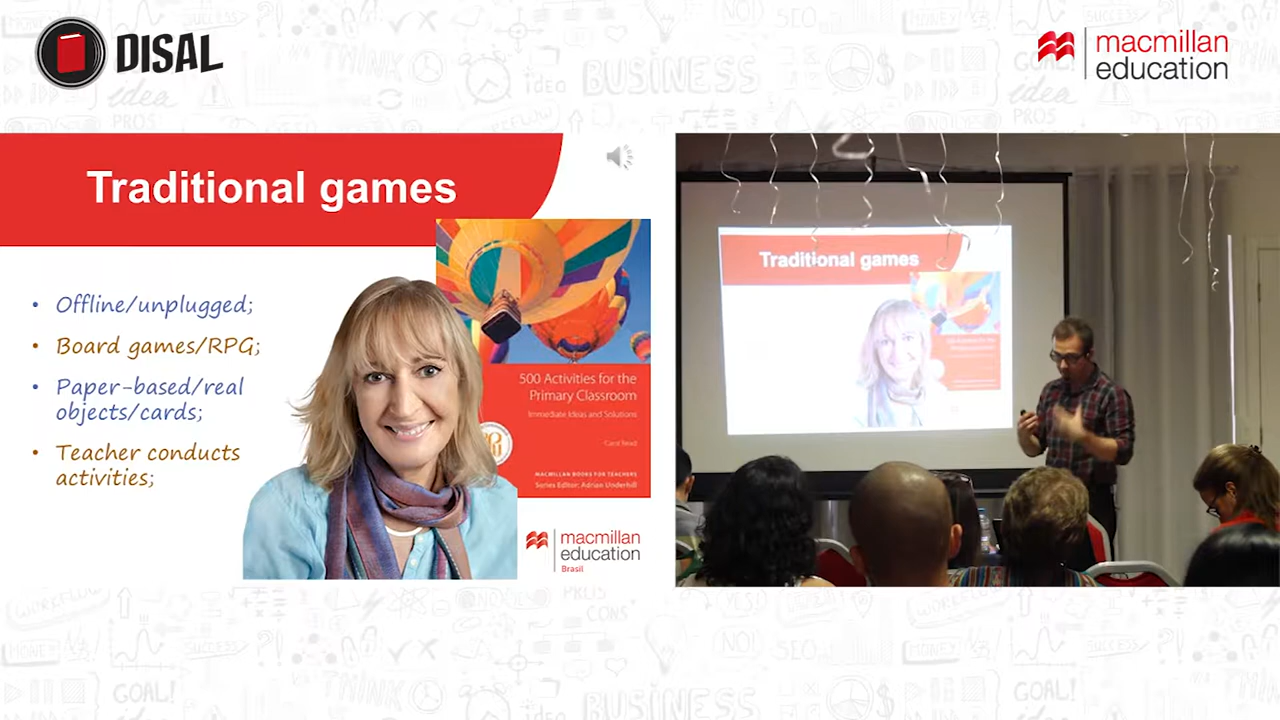 DISAL
macmillan
education
Traditional games
• Offline/unplugged;
• Board games/RPG;
• Paper-based/real
objects/cards;
• Teacher conducts
activities;
500 Activities for the
Primary Classroom
Immediate Ideas and Solutions
Carol Read
MACMILLAN BOOKS FOR TEACHERS
Series Editor: Adrian Underhill
macmillan
education
Brasil
Traditional games